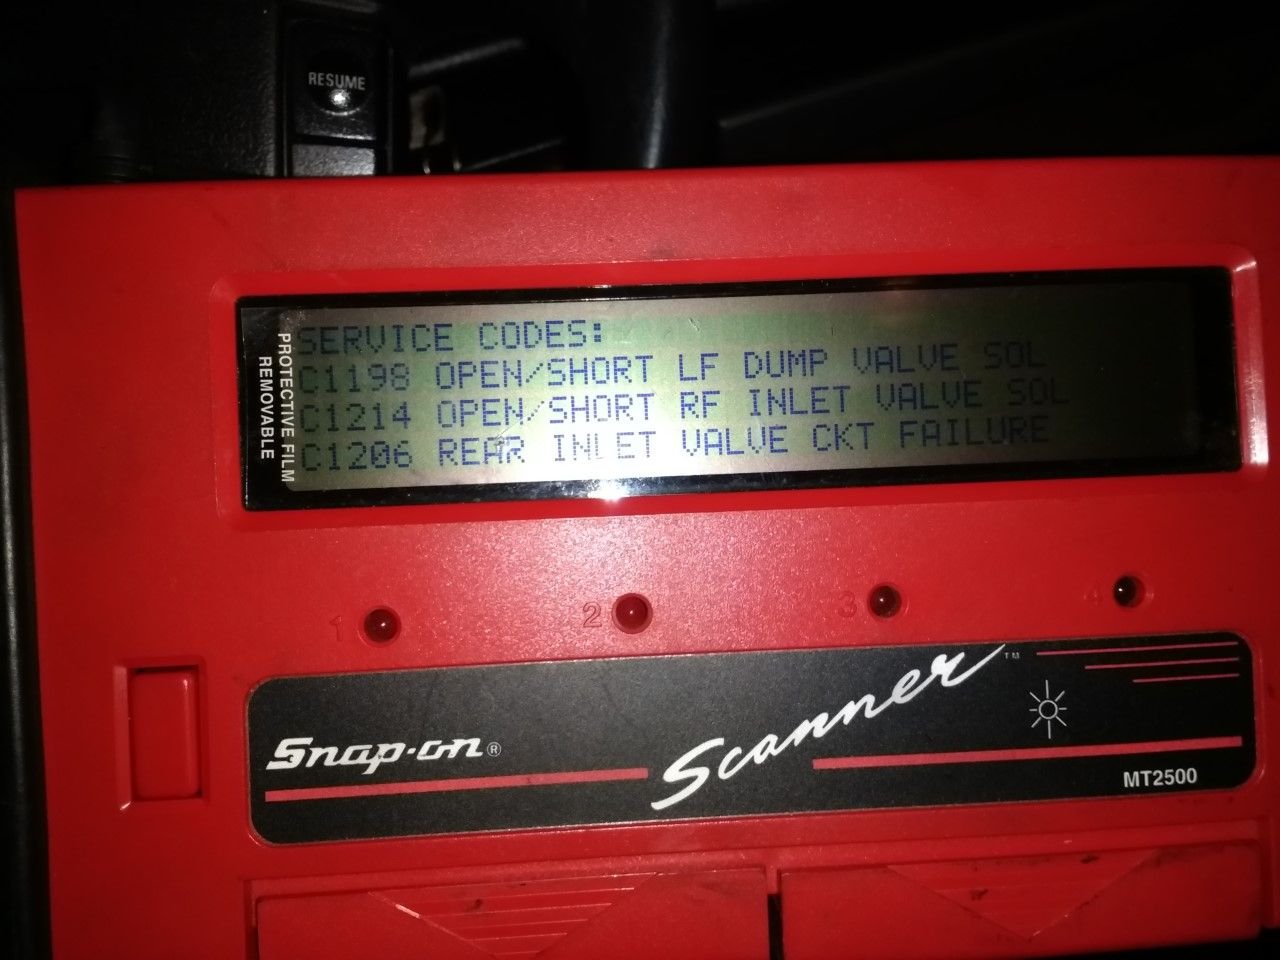 RESUME
SERVICE CODES:
C1198 OPEN/SHORT LF DUMP VALVE SOL
C1214 OPEN/SHORT RF INLET VALVE SOL
C1206 REAR INLET VALVE CKT FAILURE
PROTECTIVE FILM
REMOVABLE
1 2 3 4
Snap-on®
Scanner™
MT2500